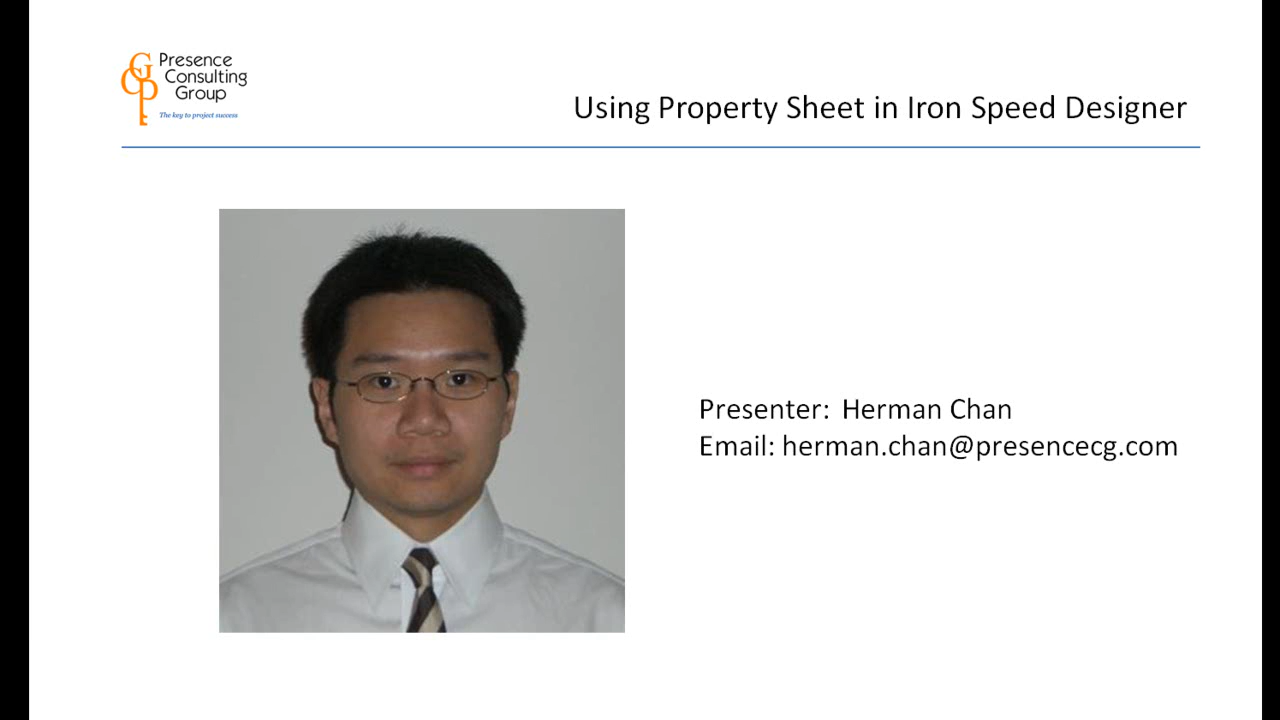 Presence
Consulting
Group
The key to project success
Using Property Sheet in Iron Speed Designer
Presenter: Herman Chan
Email: herman.chan@presencecg.com